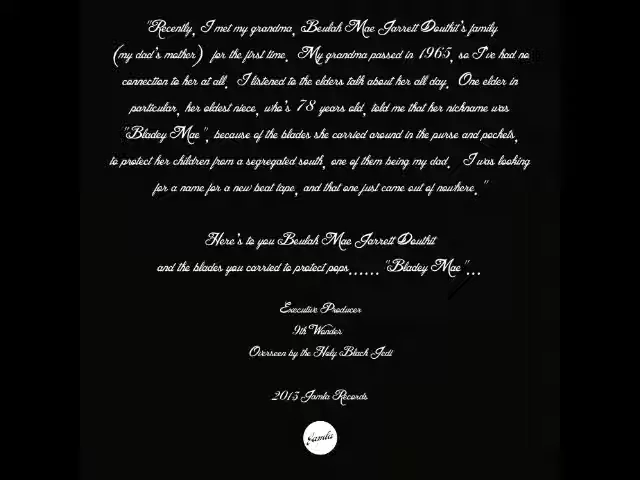 "Recently, I met my grandma, Beulah Mae Jarrett Douthit's family
(my dad's mother) for the first time. My grandma passed in 1965, so I've had no
connection to her at all. I listened to the elders talk about her all day. One elder in
particular, her oldest niece, who's 78 years old, told me that her nickname was
"Bladey Mae", because of the blades she carried around in the purse and pockets,
to protect her children from a segregated south, one of them being my dad. I was looking
for a name for a new beat tape, and that one just came out of nowhere."
Here's to you Beulah Mae Jarrett Douthit
and the blades you carried to protect pops...... "Bladey Mae"...
Executive Producer
9th Wonder
Overseen by the Holy Black Jedi
2013 Jamla Records
Jamla